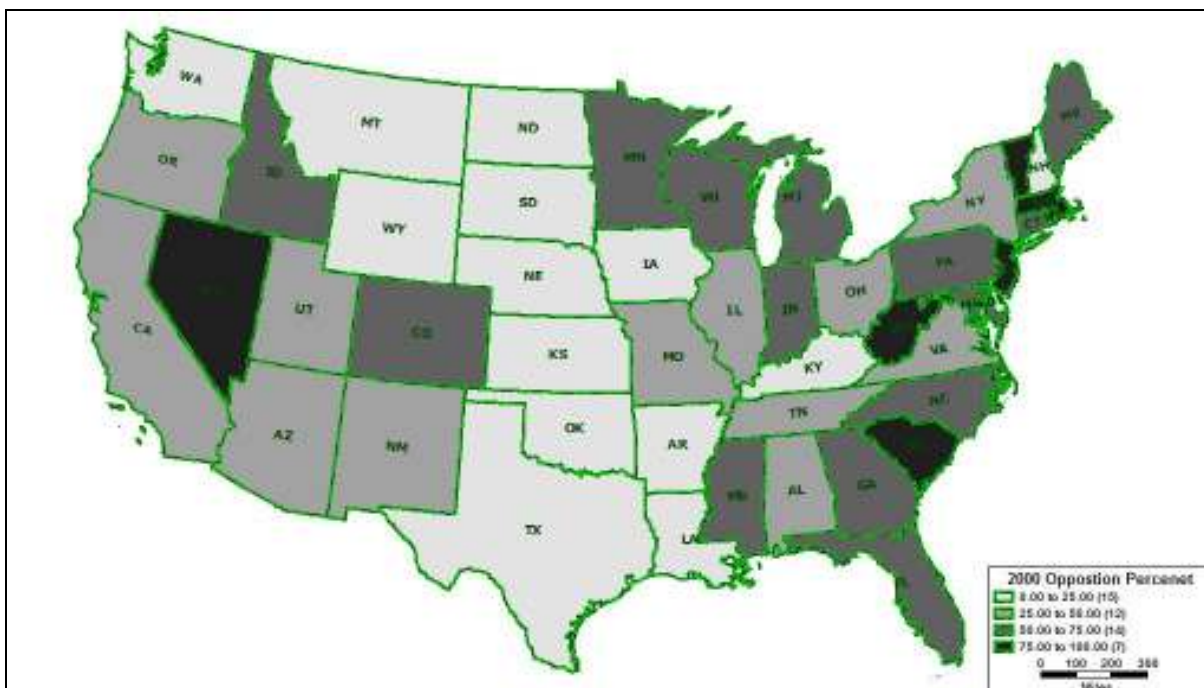 WA
MT
ND
MN
ME
OR
ID
SD
WI
MI
NY
NH
WY
IA
PA
NE
CA
UT
CO
IL
IN
OH
KS
MO
VA
KY
AZ
NM
OK
TN
NC
AR
TX
LA
MS
AL
GA
2000 Oppostion Percenet
0.00 to 25.00 (15)
25.00 to 50.00 (12)
50.00 to 75.00 (14)
75.00 to 100.00 (7)
0 100 200 300
Miles